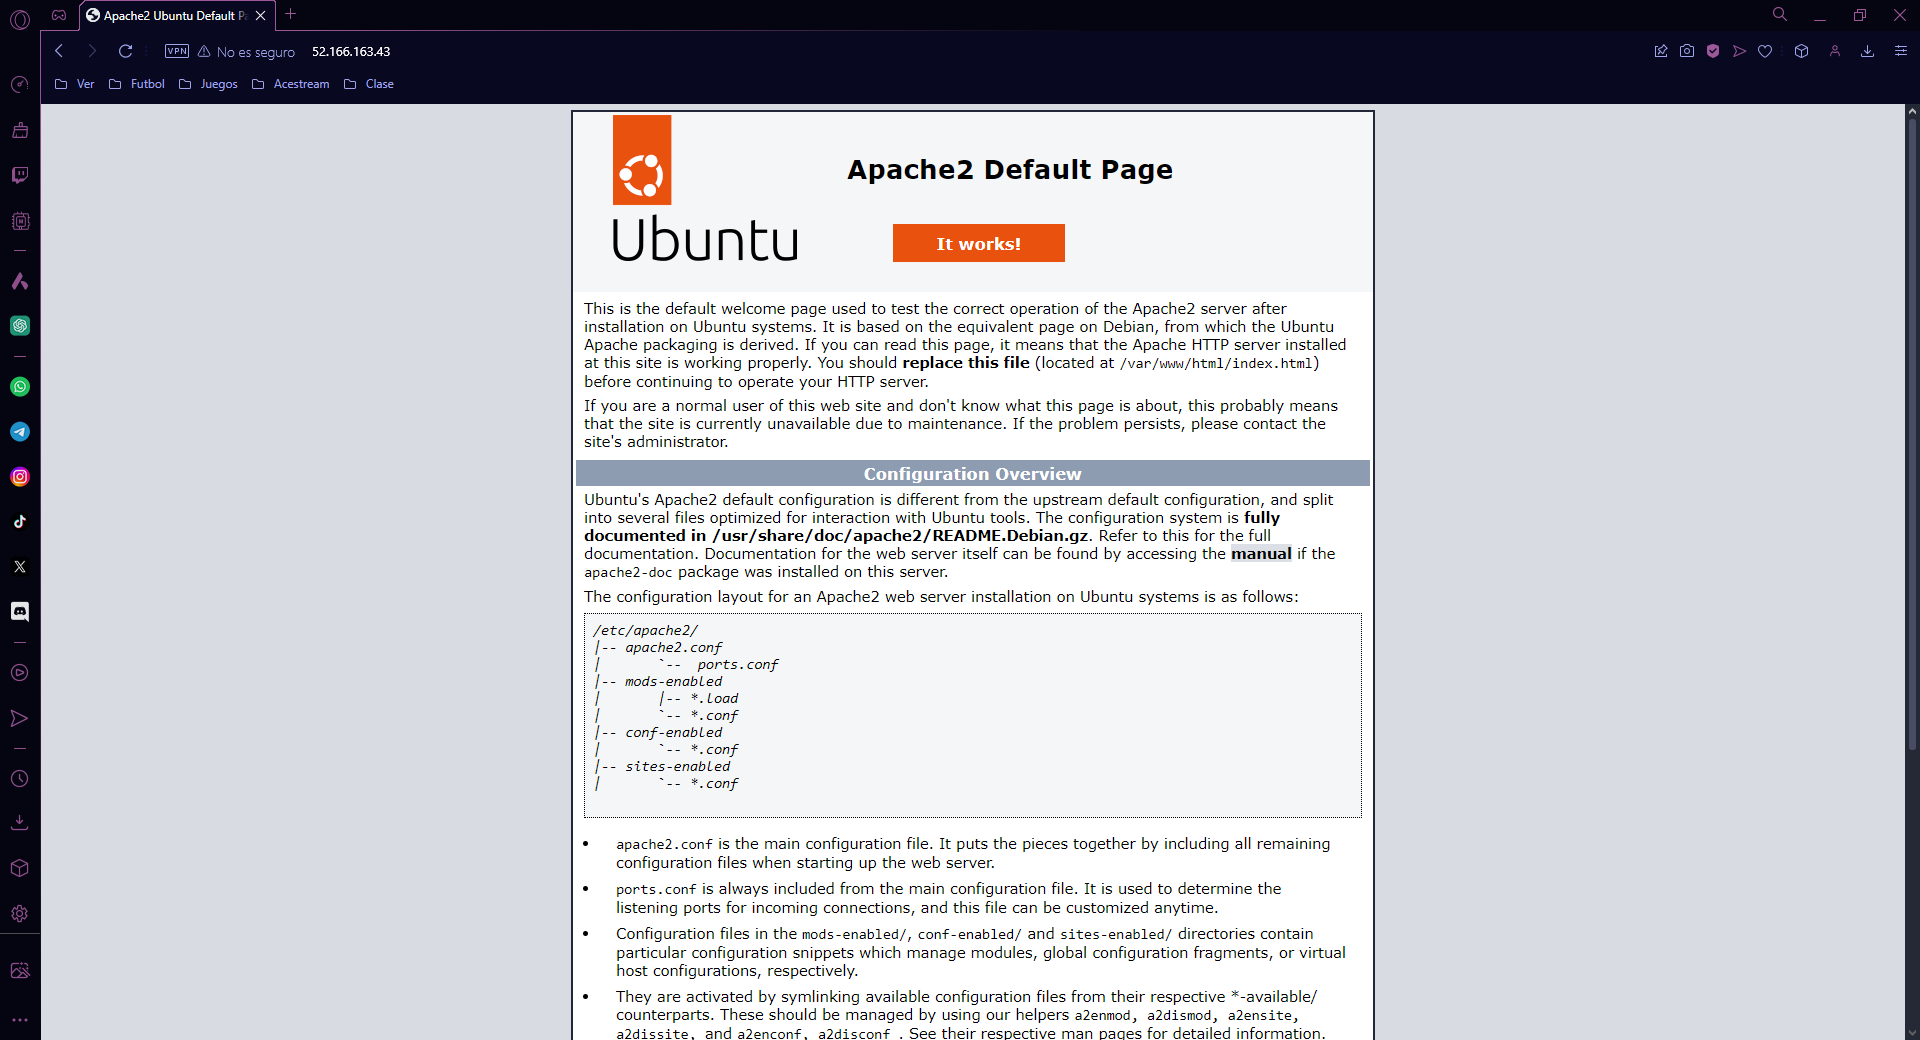 Apache2 Ubuntu Default Pa
VPN No es seguro 52.166.163.43
Ver Futbol Juegos Acestream Clase
Apache2 Default Page
Ubuntu
It works!
This is the default welcome page used to test the correct operation of the Apache2 server after
installation on Ubuntu systems. It is based on the equivalent page on Debian, from which the Ubuntu
Apache packaging is derived. If you can read this page, it means that the Apache HTTP server installed
at this site is working properly. You should replace this file (located at /var/www/html/index.html)
before continuing to operate your HTTP server.
If you are a normal user of this web site and don't know what this page is about, this probably means
that the site is currently unavailable due to maintenance. If the problem persists, please contact the
site's administrator.
Configuration Overview
Ubuntu's Apache2 default configuration is different from the upstream default configuration, and split
into several files optimized for interaction with Ubuntu tools. The configuration system is fully
documented in /usr/share/doc/apache2/README.Debian.gz. Refer to this for the full
documentation. Documentation for the web server itself can be found by accessing the manual if the
apache2-doc package was installed on this server.
The configuration layout for an Apache2 web server installation on Ubuntu systems is as follows:
/etc/apache2/
|-- apache2.conf
|       `--  ports.conf
|-- mods-enabled
|       |-- *.load
|       `-- *.conf
|-- conf-enabled
|       `-- *.conf
|-- sites-enabled
|       `-- *.conf
• apache2.conf is the main configuration file. It puts the pieces together by including all remaining
configuration files when starting up the web server.
• ports.conf is always included from the main configuration file. It is used to determine the
listening ports for incoming connections, and this file can be customized anytime.
• Configuration files in the mods-enabled/, conf-enabled/ and sites-enabled/ directories contain
particular configuration snippets which manage modules, global configuration fragments, or virtual
host configurations, respectively.
• They are activated by symlinking available configuration files from their respective *-available/
counterparts. These should be managed by using our helpers a2enmod, a2dismod, a2ensite,
a2dissite, and a2enconf, a2disconf . See their respective man pages for detailed information.